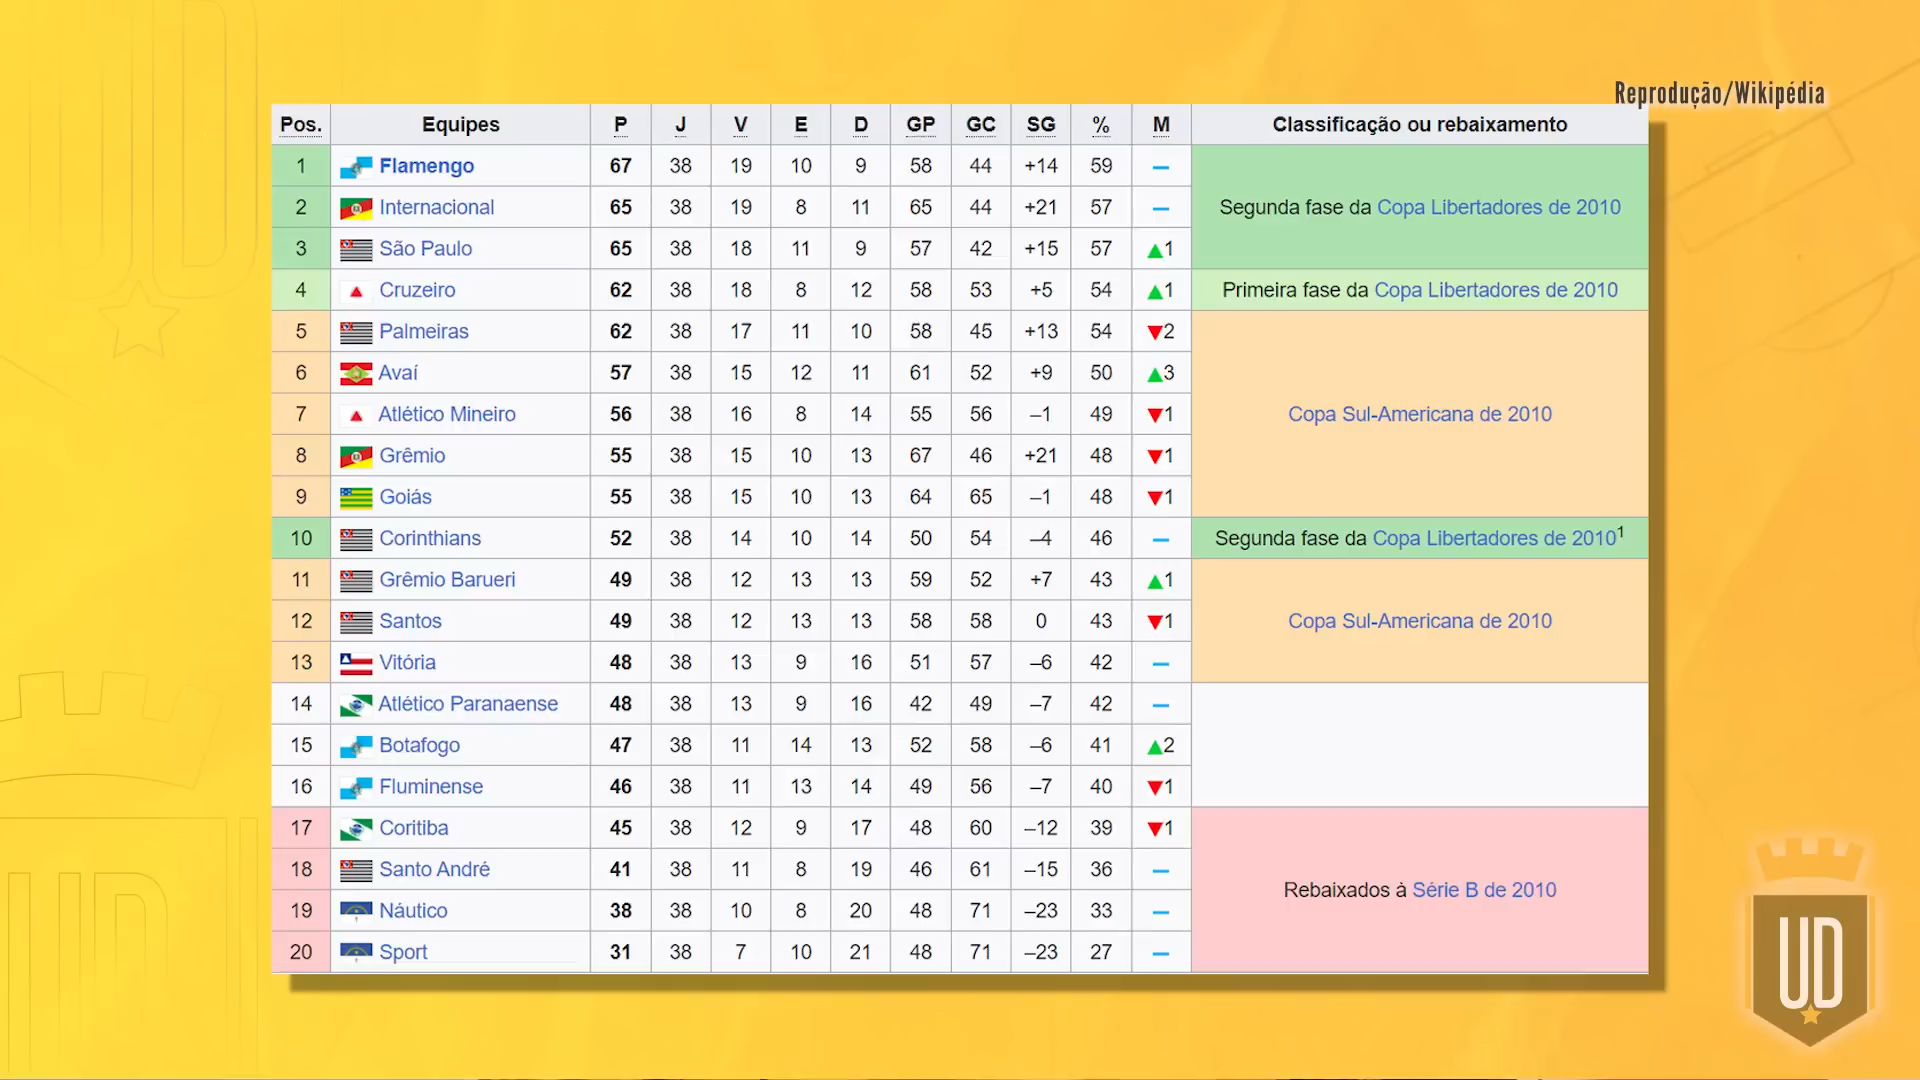 Reprodução/Wikipédia
Pos. Equipes P J V E D GP GC SG % M Classificação ou rebaixamento
1 Flamengo 67 38 19 10 9 58 44 +14 59 –
2 Internacional 65 38 19 8 11 65 44 +21 57 – Segunda fase da Copa Libertadores de 2010
3 São Paulo 65 38 18 11 9 57 42 +15 57 ▲1
4 Cruzeiro 62 38 18 8 12 58 53 +5 54 ▲1 Primeira fase da Copa Libertadores de 2010
5 Palmeiras 62 38 17 11 10 58 45 +13 54 ▼2
6 Avaí 57 38 15 12 11 61 52 +9 50 ▲3
7 Atlético Mineiro 56 38 16 8 14 55 56 –1 49 ▼1 Copa Sul-Americana de 2010
8 Grêmio 55 38 15 10 13 67 46 +21 48 ▼1
9 Goiás 55 38 15 10 13 64 65 –1 48 ▼1
10 Corinthians 52 38 14 10 14 50 54 –4 46 – Segunda fase da Copa Libertadores de 2010¹
11 Grêmio Barueri 49 38 12 13 13 59 52 +7 43 ▲1
12 Santos 49 38 12 13 13 58 58 0 43 ▼1 Copa Sul-Americana de 2010
13 Vitória 48 38 13 9 16 51 57 –6 42 –
14 Atlético Paranaense 48 38 13 9 16 42 49 –7 42 –
15 Botafogo 47 38 11 14 13 52 58 –6 41 ▲2
16 Fluminense 46 38 11 13 14 49 56 –7 40 ▼1
17 Coritiba 45 38 12 9 17 48 60 –12 39 ▼1
18 Santo André 41 38 11 8 19 46 61 –15 36 –
19 Náutico 38 38 10 8 20 48 71 –23 33 – Rebaixados à Série B de 2010
20 Sport 31 38 7 10 21 48 71 –23 27 –
UD